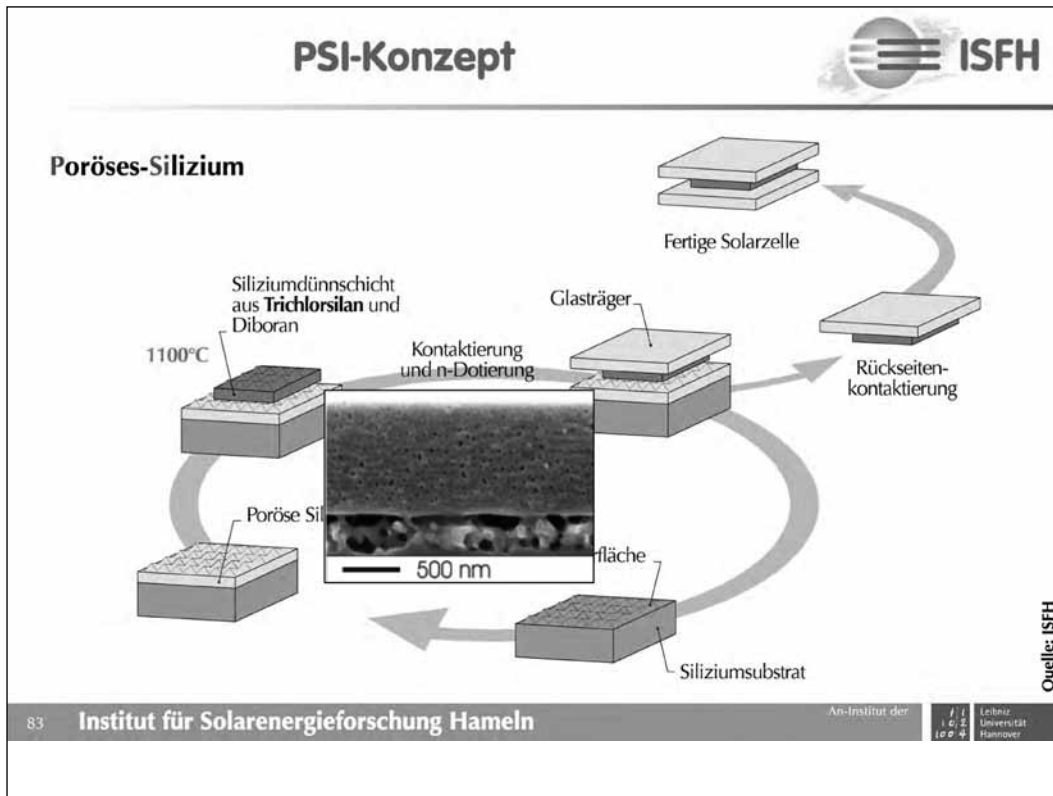 PSI-Konzept
ISFH
Poröses-Silizium
Fertige Solarzelle
Siliziumdünnschicht
aus Trichlorsilan und
Diboran
1100°C
Glasträger
Kontaktierung
und n-Dotierung
Rückseiten-
kontaktierung
Poröse Sil
500 nm
fläche
Siliziumsubstrat
Quelle: ISFH
83 Institut für Solarenergieforschung Hameln
An-Institut der
Leibniz
Universität
Hannover